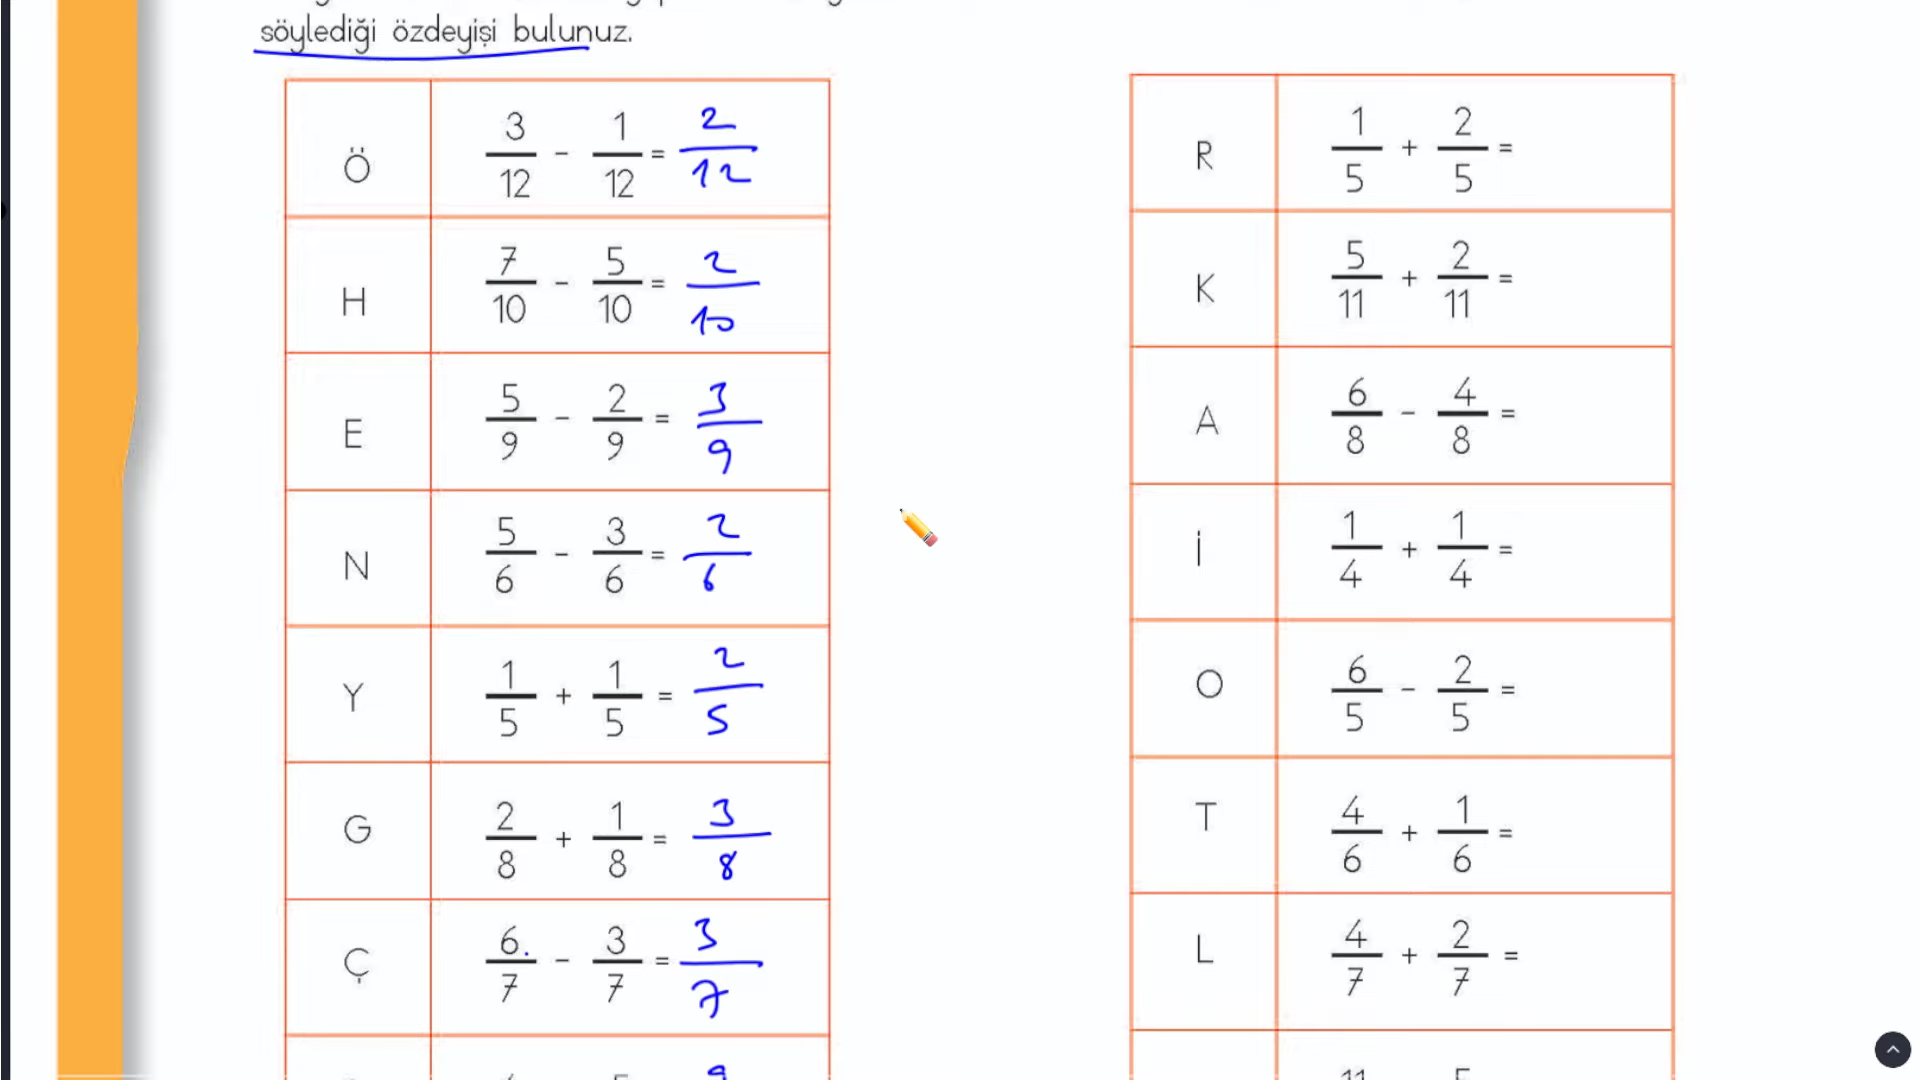 söylediği özdeyişi bulunuz.
Ö 3/12 - 1/12 = 2/12
H 7/10 - 5/10 = 2/10
E 5/9 - 2/9 = 3/9
N 5/6 - 3/6 = 2/6
Y 1/5 + 1/5 = 2/5
G 2/8 + 1/8 = 3/8
Ç 6/7 - 3/7 = 3/7
R 1/5 + 2/5 =
K 5/11 + 2/11 =
A 6/8 - 4/8 =
İ 1/4 + 1/4 =
O 6/5 - 2/5 =
T 4/6 + 1/6 =
L 4/7 + 2/7 =